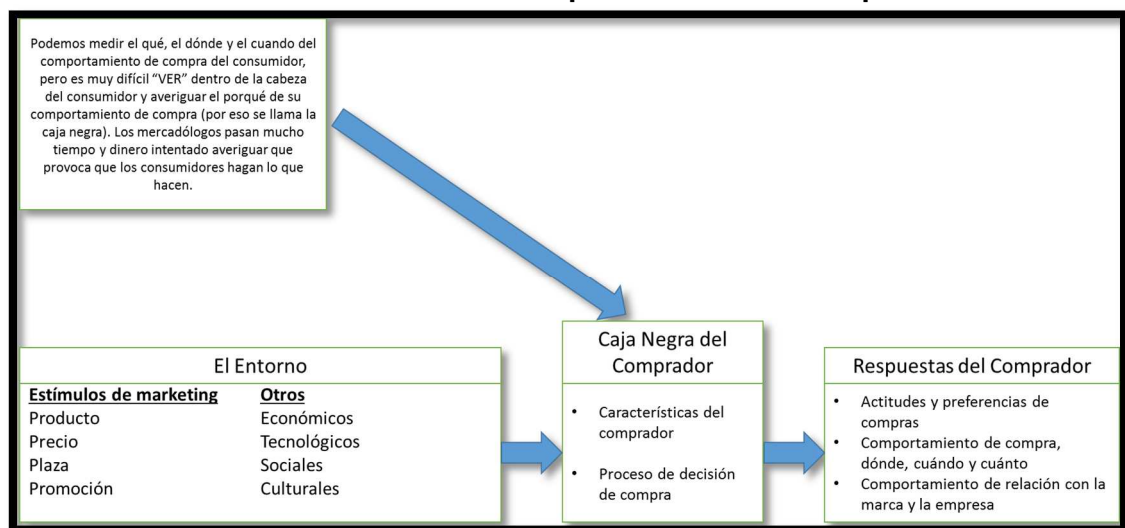 Podemos medir el qué, el dónde y el cuando del
comportamiento de compra del consumidor,
pero es muy difícil “VER” dentro de la cabeza
del consumidor y averiguar el porqué de su
comportamiento de compra (por eso se llama la
caja negra). Los mercadólogos pasan mucho
tiempo y dinero intentado averiguar que
provoca que los consumidores hagan lo que
hacen.
El Entorno
Estímulos de marketing
Producto
Precio
Plaza
Promoción
Otros
Económicos
Tecnológicos
Sociales
Culturales
Caja Negra del
Comprador
• Características del
comprador
• Proceso de decisión
de compra
Respuestas del Comprador
• Actitudes y preferencias de
compras
• Comportamiento de compra,
dónde, cuándo y cuánto
• Comportamiento de relación con la
marca y la empresa